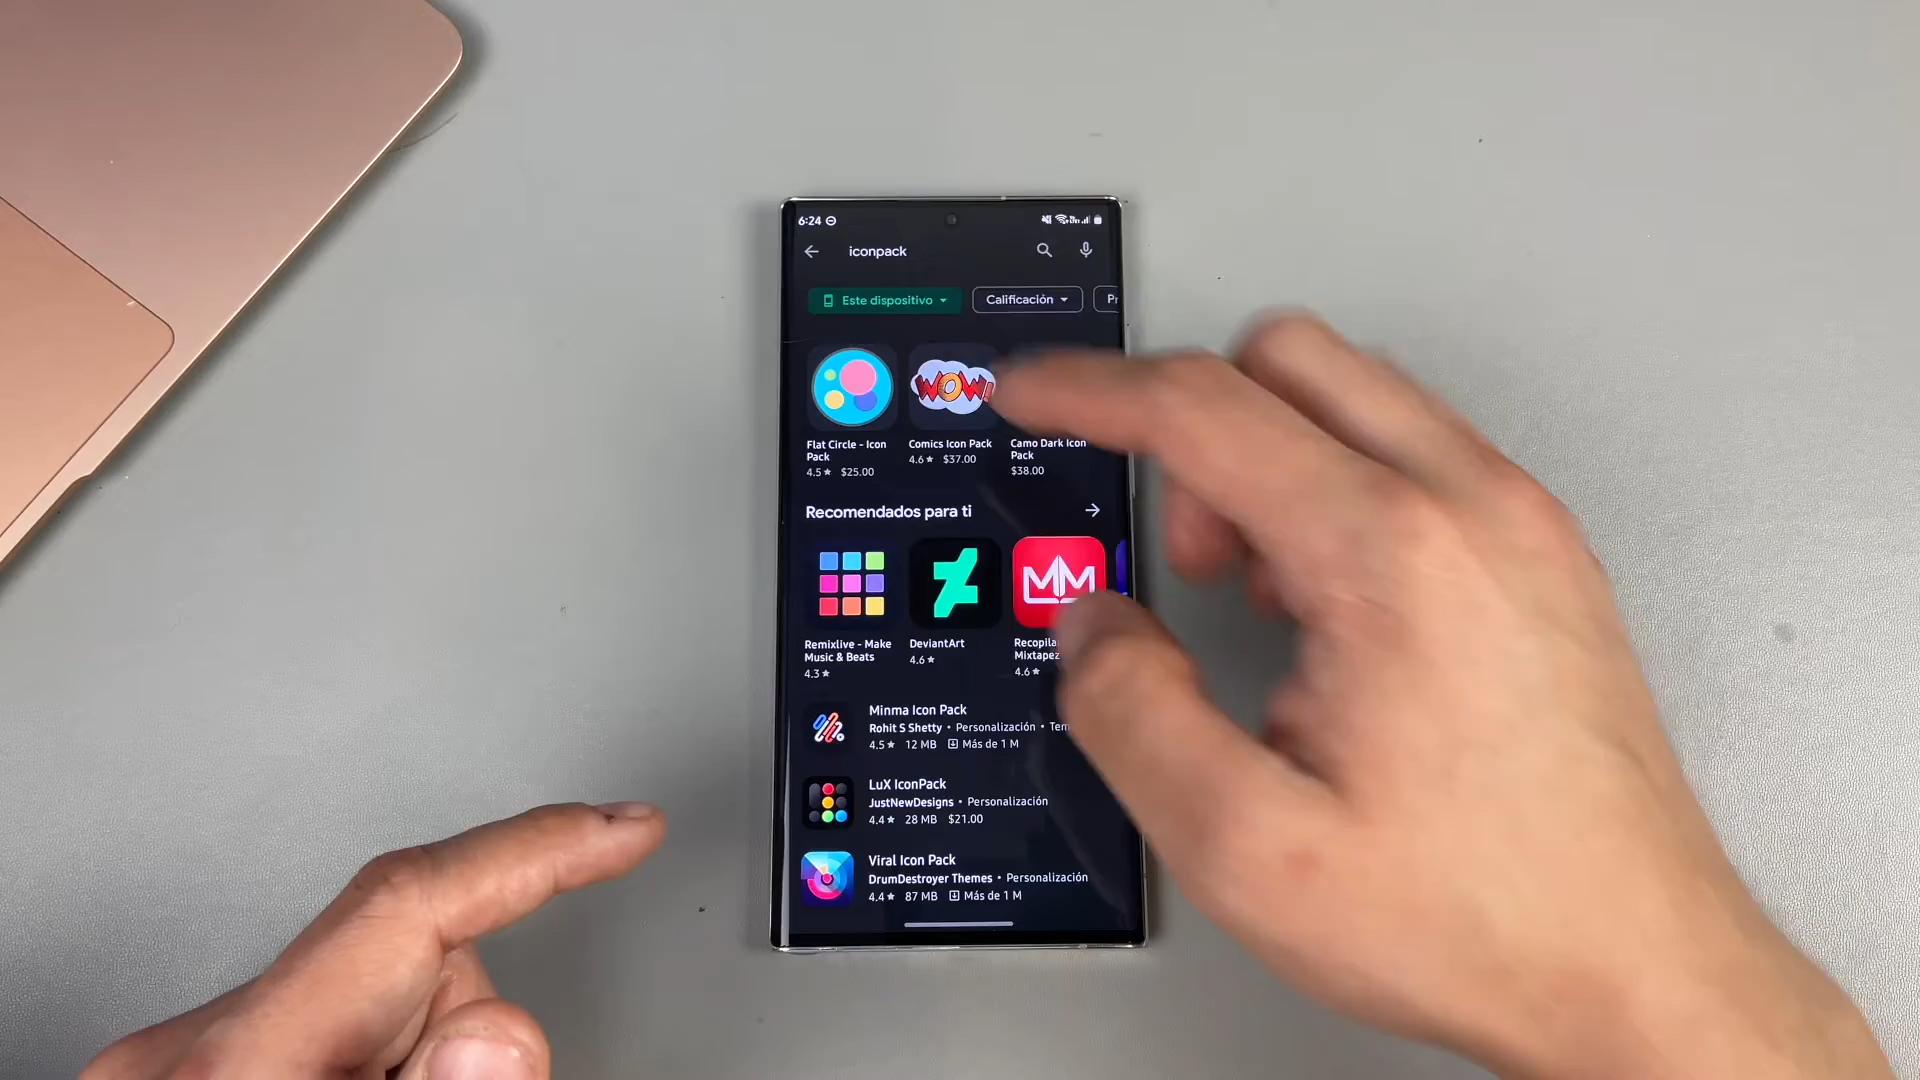 6:24
iconpack
Este dispositivo
Calificación
Flat Circle - Icon
Pack
4.5★ $25.00
WOW!
Comics Icon Pack
4.6★ $37.00
Camo Dark Icon
Pack
$38.00
Recomendados para ti
Remixlive - Make
Music & Beats
4.3★
DeviantArt
4.6★
MM
Mixtapez
4.6★
Minma Icon Pack
Rohit S Shetty • Personalización
4.5★ 12 MB Más de 1 M
LuX IconPack
JustNewDesigns • Personalización
4.4★ 28 MB $21.00
Viral Icon Pack
DrumDestroyer Themes • Personalización
4.4★ 87 MB Más de 1 M